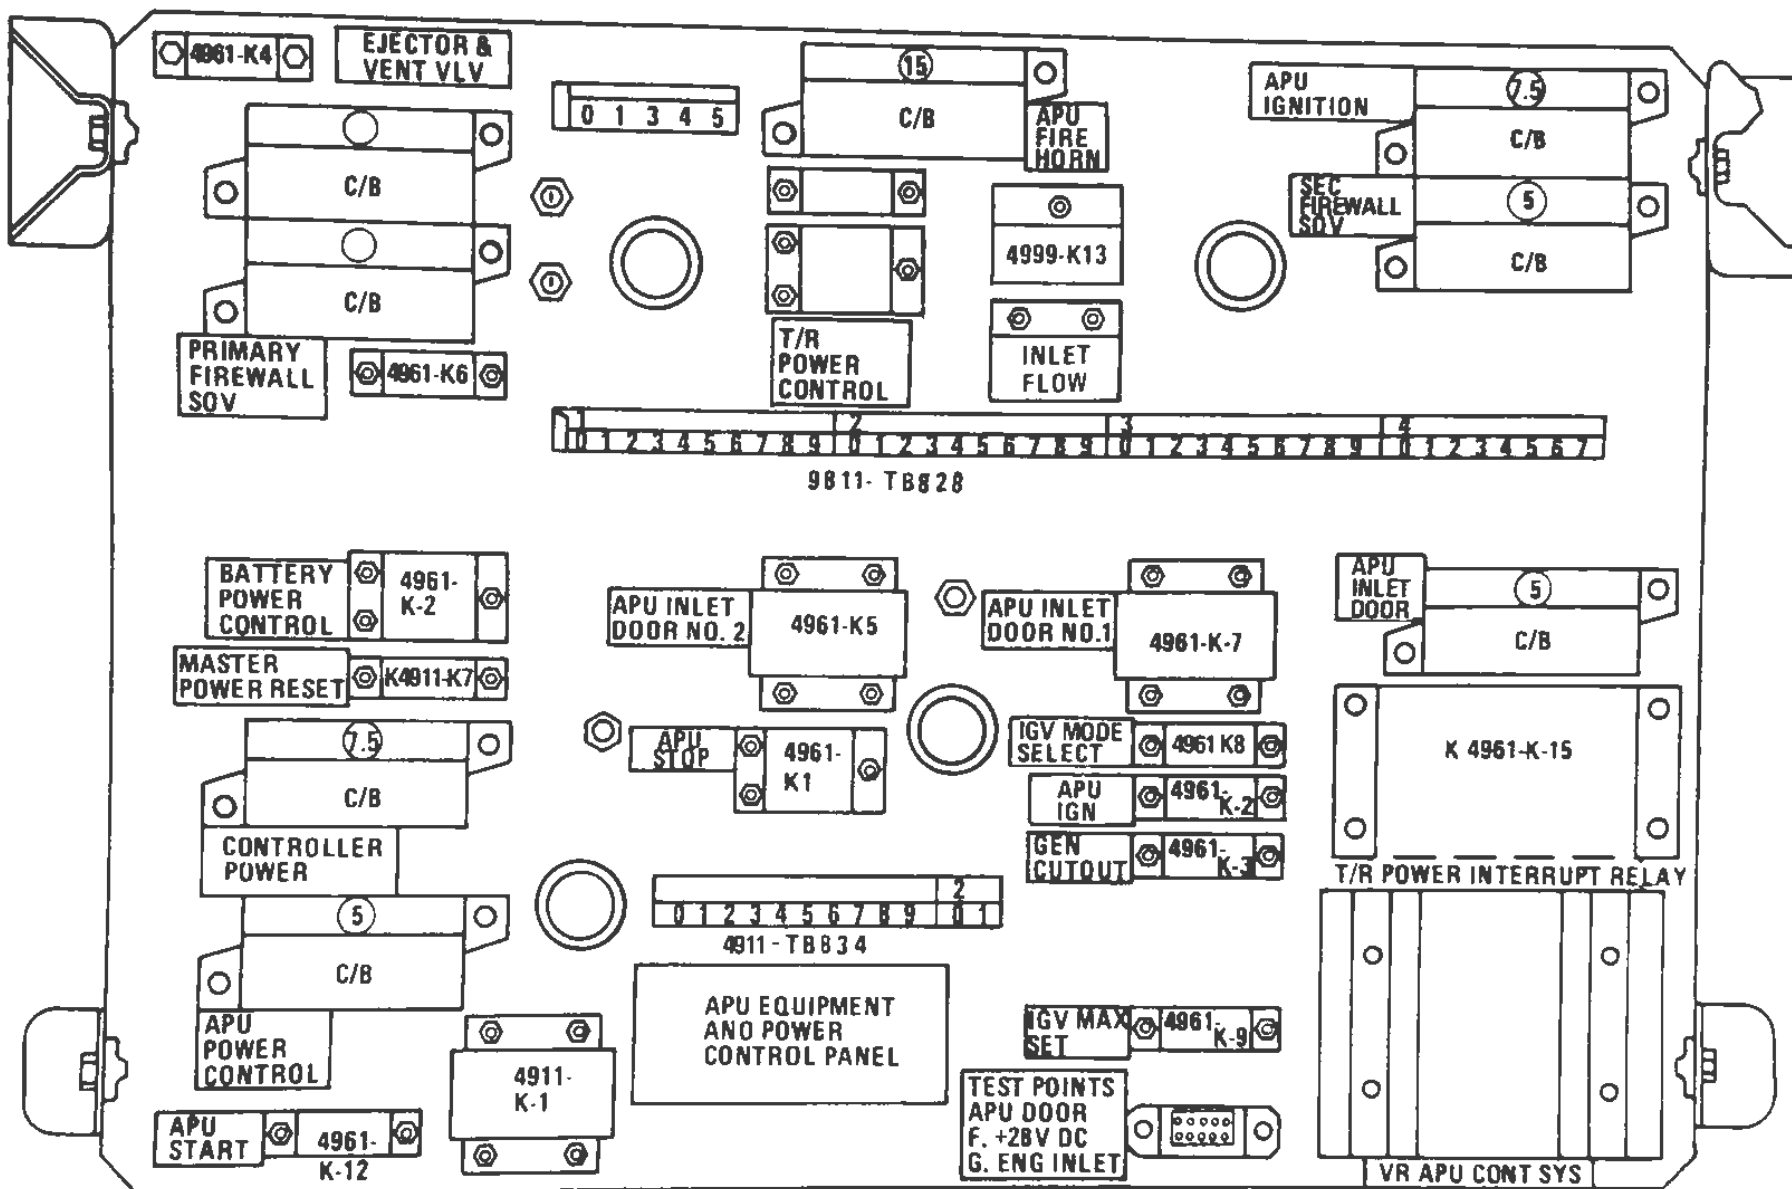 4961-K4
EJECTOR &
VENT VLV
0 1 3 4 5
15
C/B
APU
FIRE
HORN
APU
IGNITION
7.5
C/B
SEC
FIREWALL
SOV
5
C/B
C/B
C/B
PRIMARY
FIREWALL
SOV
4961-K6
T/R
POWER
CONTROL
4999-K13
INLET
FLOW
1 2 3 4
0 1 2 3 4 5 6 7 8 9 0 1 2 3 4 5 6 7 8 9 0 1 2 3 4 5 6 7 8 9 0 1 2 3 4 5 6 7
9811-TB828
BATTERY
POWER
CONTROL
4961-
K-2
MASTER
POWER RESET
K4911-K7
APU INLET
DOOR NO. 2
4961-K5
APU INLET
DOOR NO.1
4961-K-7
APU
INLET
DOOR
5
C/B
7.5
C/B
CONTROLLER
POWER
APU
STOP
4961-
K1
IGV MODE
SELECT
4961 K8
APU
IGN
4961-
K-2
GEN
CUTOUT
4961-
K-3
K 4961-K-15
T/R POWER INTERRUPT RELAY
5
C/B
APU
POWER
CONTROL
2
0 1 2 3 4 5 6 7 8 9 0 1
4911-TB834
APU EQUIPMENT
AND POWER
CONTROL PANEL
IGV MAX
SET
4961-
K-9
4911-
K-1
APU
START
4961-
K-12
TEST POINTS
APU DOOR
F. +28V DC
G. ENG INLET
VR APU CONT SYS